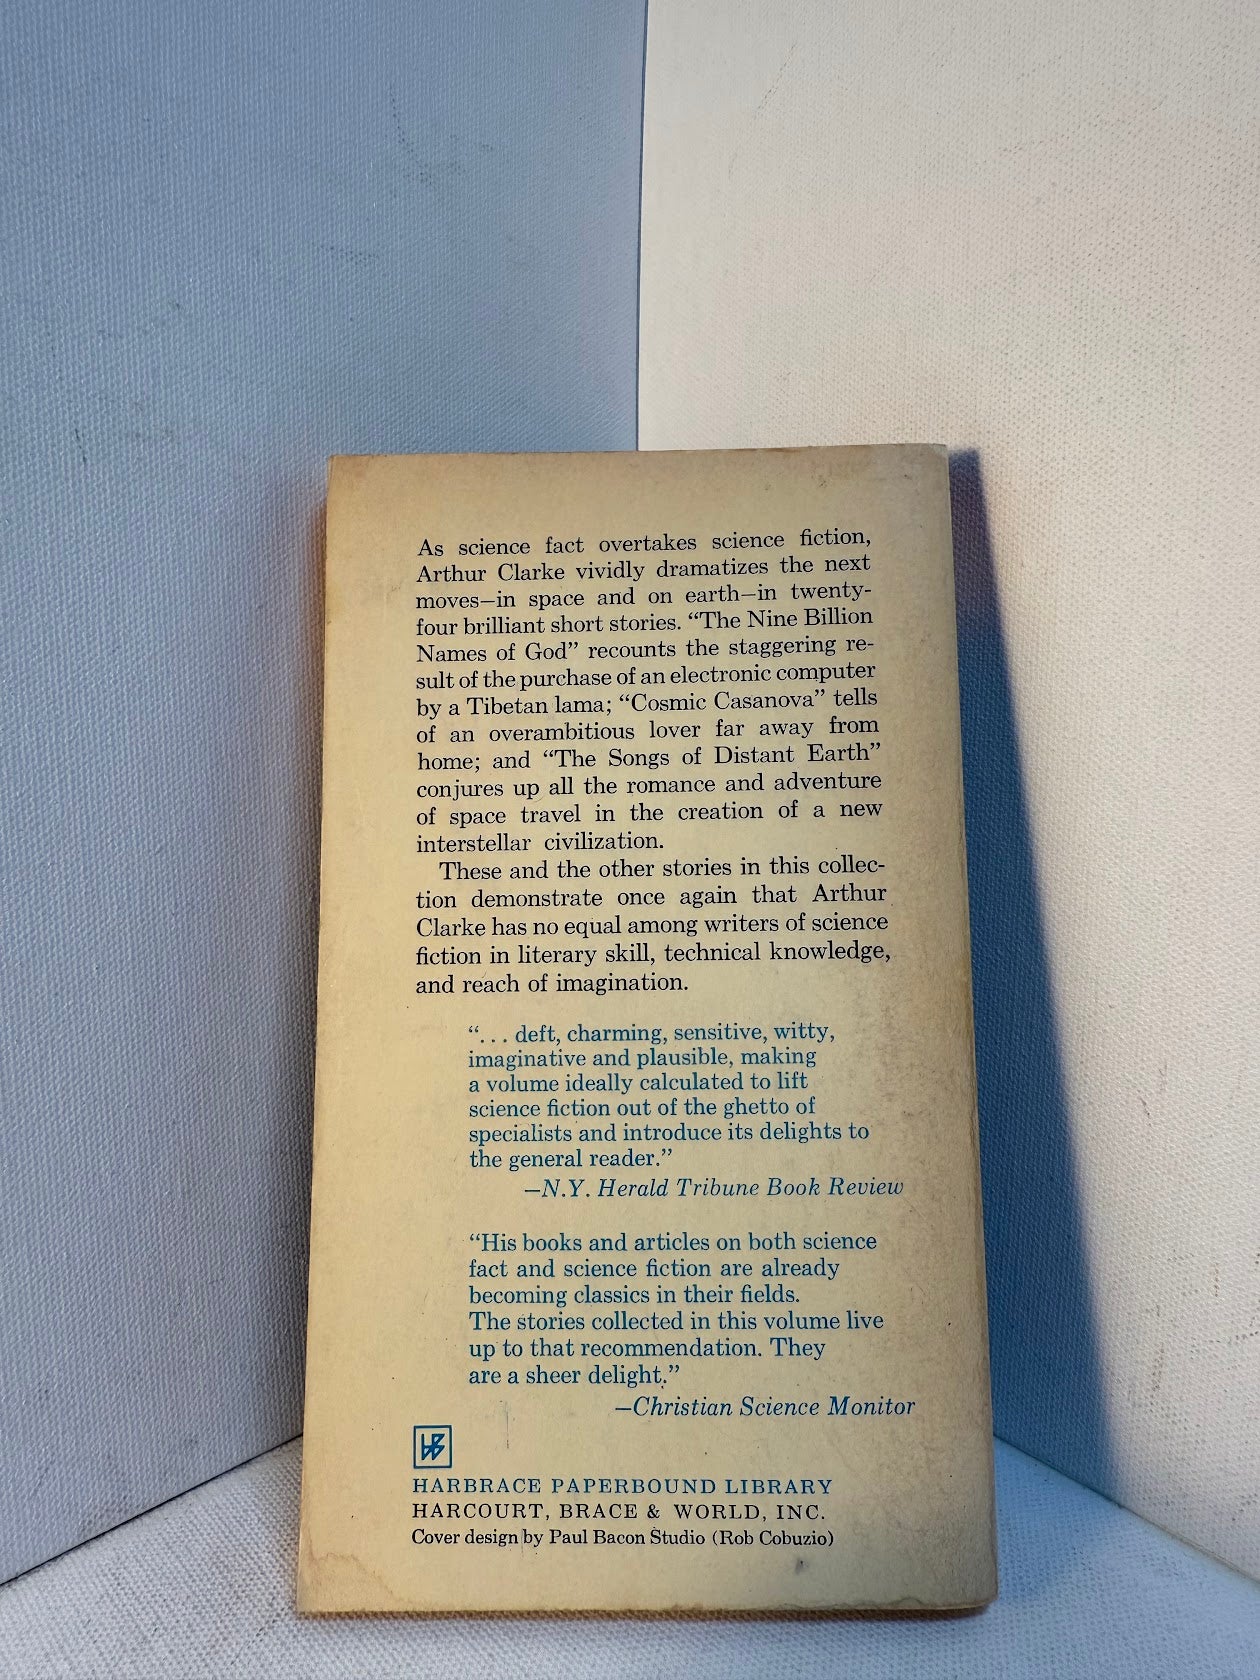 As science fact overtakes science fiction,
Arthur Clarke vividly dramatizes the next
moves—in space and on earth—in twenty-
four brilliant short stories. “The Nine Billion
Names of God” recounts the staggering re-
sult of the purchase of an electronic computer
by a Tibetan lama; “Cosmic Casanova” tells
of an overambitious lover far away from
home; and “The Songs of Distant Earth”
conjures up all the romance and adventure
of space travel in the creation of a new
interstellar civilization.
These and the other stories in this collec-
tion demonstrate once again that Arthur
Clarke has no equal among writers of science
fiction in literary skill, technical knowledge,
and reach of imagination.
“. . . deft, charming, sensitive, witty,
imaginative and plausible, making
a volume ideally calculated to lift
science fiction out of the ghetto of
specialists and introduce its delights to
the general reader.”
—N.Y. Herald Tribune Book Review
“His books and articles on both science
fact and science fiction are already
becoming classics in their fields.
The stories collected in this volume live
up to that recommendation. They
are a sheer delight.”
—Christian Science Monitor
HARBRACE PAPERBOUND LIBRARY
HARCOURT, BRACE & WORLD, INC.
Cover design by Paul Bacon Studio (Rob Cobuzio)